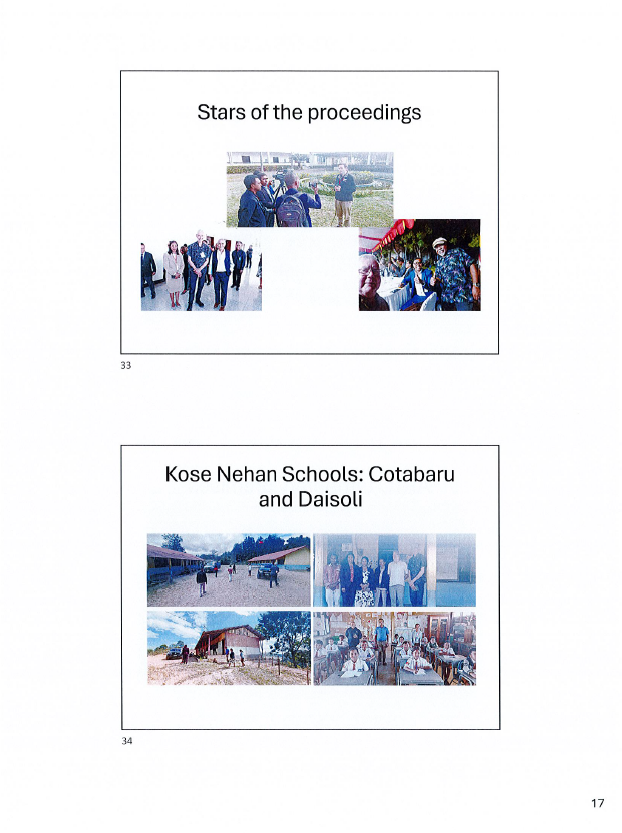 Stars of the proceedings
33
Kose Nehan Schools: Cotabaru
and Daisoli
34
17